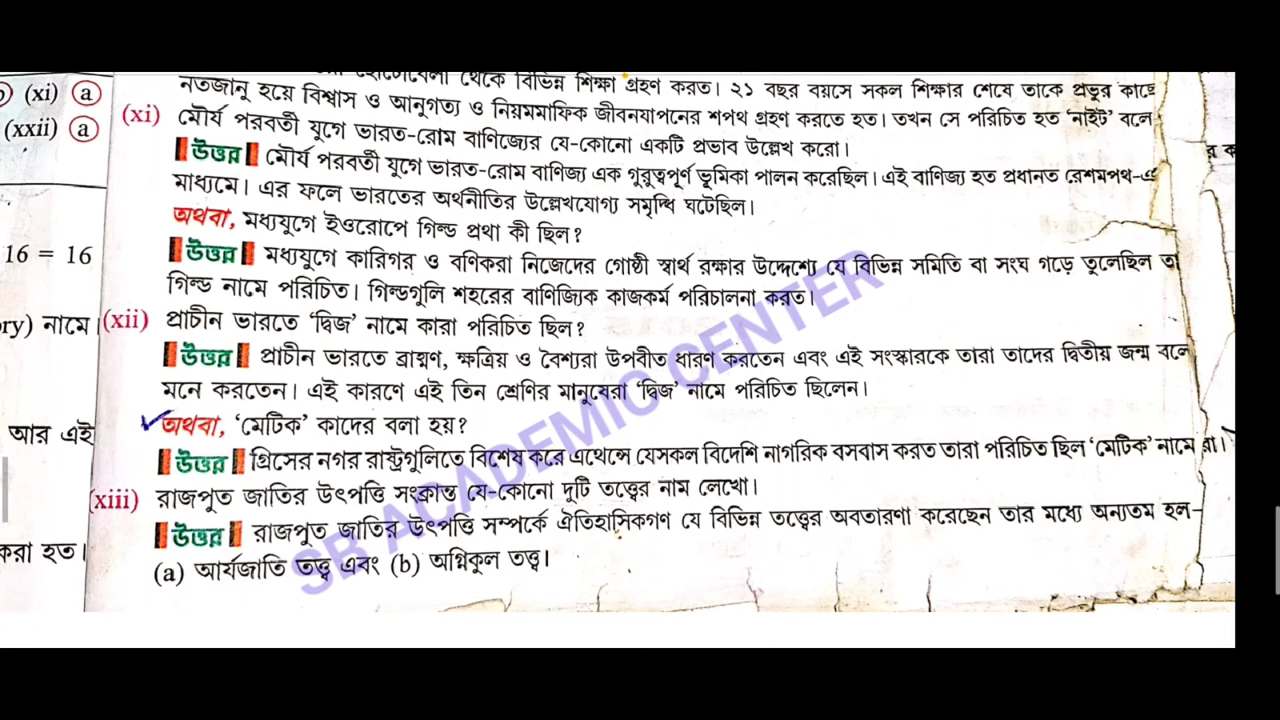 (xi) a
(xxii) a
16 = 16
ory) নামে।
আর এই
করা হত।
থেকে বিভিন্ন শিক্ষা গ্রহণ করত। ২১ বছর বয়সে সকল শিক্ষার শেষে তাকে প্রভুর কাছে
নতজানু হয়ে বিশ্বাস ও আনুগত্য ও নিয়মমাফিক জীবনযাপনের শপথ গ্রহণ করতে হত। তখন সে পরিচিত হত ‘নাইট’ বলে
(xi) মৌর্য পরবর্তী যুগে ভারত-রোম বাণিজ্যের যে-কোনো একটি প্রভাব উল্লেখ করো।
উত্তর মৌর্য পরবর্তী যুগে ভারত-রোম বাণিজ্য এক গুরুত্বপূর্ণ ভূমিকা পালন করেছিল। এই বাণিজ্য হত প্রধানত রেশমপথ-এ
মাধ্যমে। এর ফলে ভারতের অর্থনীতির উল্লেখযোগ্য সমৃদ্ধি ঘটেছিল।
অথবা, মধ্যযুগে ইওরোপে গিল্ড প্রথা কী ছিল?
উত্তর মধ্যযুগে কারিগর ও বণিকরা নিজেদের গোষ্ঠী স্বার্থ রক্ষার উদ্দেশ্যে যে বিভিন্ন সমিতি বা সংঘ গড়ে তুলেছিল ত
গিল্ড নামে পরিচিত। গিল্ডগুলি শহরের বাণিজ্যিক কাজকর্ম পরিচালনা করত।
(xii) প্রাচীন ভারতে ‘দ্বিজ’ নামে কারা পরিচিত ছিল?
উত্তর প্রাচীন ভারতে ব্রাহ্মণ, ক্ষত্রিয় ও বৈশ্যরা উপবীত ধারণ করতেন এবং এই সংস্কারকে তারা তাদের দ্বিতীয় জন্ম বলে
মনে করতেন। এই কারণে এই তিন শ্রেণির মানুষেরা ‘দ্বিজ’ নামে পরিচিত ছিলেন।
অথবা, ‘মেটিক’ কাদের বলা হয়?
উত্তর গ্রিসের নগর রাষ্ট্রগুলিতে বিশেষ করে এথেন্সে যেসকল বিদেশি নাগরিক বসবাস করত তারা পরিচিত ছিল ‘মেটিক’ নামে রা।
(xiii) রাজপুত জাতির উৎপত্তি সংক্রান্ত যে-কোনো দুটি তত্ত্বের নাম লেখো।
উত্তর রাজপুত জাতির উৎপত্তি সম্পর্কে ঐতিহাসিকগণ যে বিভিন্ন তত্ত্বের অবতারণা করেছেন তার মধ্যে অন্যতম হল–
(a) আর্যজাতি তত্ত্ব এবং (b) অগ্নিকুল তত্ত্ব।
SB ACADEMIC CENTER